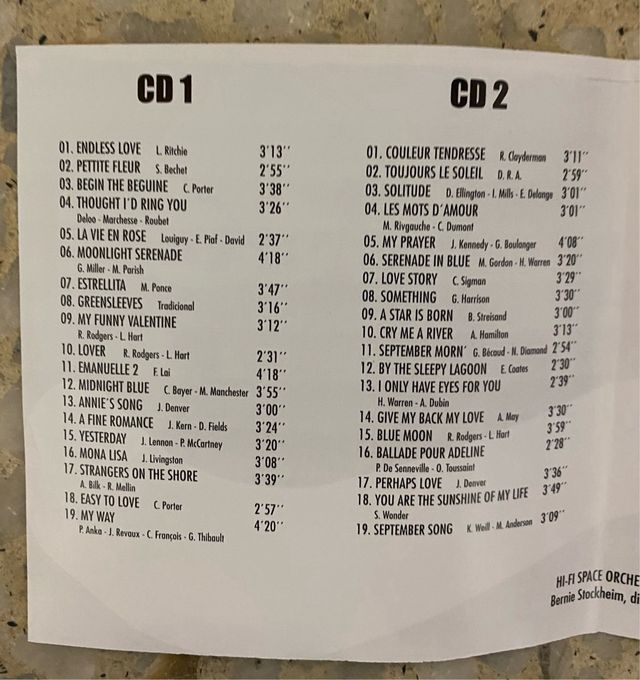 CD 1
01. ENDLESS LOVE L. Ritchie 3'13''
02. PETTITE FLEUR S. Bechet 2'55''
03. BEGIN THE BEGUINE C. Porter 3'38''
04. THOUGHT I'D RING YOU 3'26''
Deloo - Marchesse - Roubet
05. LA VIE EN ROSE Louiguy - E. Piaf - David 2'37''
06. MOONLIGHT SERENADE 4'18''
G. Miller - M. Parish
07. ESTRELLITA M. Ponce 3'47''
08. GREENSLEEVES Tradicional 3'16''
09. MY FUNNY VALENTINE 3'12''
R. Rodgers - L. Hart
10. LOVER R. Rodgers - L. Hart 2'31''
11. EMANUELLE 2 F. Lai 4'18''
12. MIDNIGHT BLUE C. Bayer - M. Manchester 3'55''
13. ANNIE'S SONG J. Denver 3'00''
14. A FINE ROMANCE J. Kern - D. Fields 3'24''
15. YESTERDAY J. Lennon - P. McCartney 3'20''
16. MONA LISA J. Livingston 3'08''
17. STRANGERS ON THE SHORE 3'39''
A. Bilk - R. Mellin
18. EASY TO LOVE C. Porter 2'57''
19. MY WAY 4'20''
P. Anka - J. Revaux - C. François - G. Thibault
CD 2
01. COULEUR TENDRESSE R. Clayderman 3'11''
02. TOUJOURS LE SOLEIL D. R. A. 2'59''
03. SOLITUDE D. Ellington - I. Mills - E. Delange 3'01''
04. LES MOTS D'AMOUR 3'01''
M. Rivgauche - C. Dumont
05. MY PRAYER J. Kennedy - G. Boulanger 4'08''
06. SERENADE IN BLUE M. Gordon - H. Warren 3'20''
07. LOVE STORY C. Sigman 3'29''
08. SOMETHING G. Harrison 3'30''
09. A STAR IS BORN B. Streisand 3'00''
10. CRY ME A RIVER A. Hamilton 3'13''
11. SEPTEMBER MORN' G. Bécaud - N. Diamond 2'54''
12. BY THE SLEEPY LAGOON E. Coates 2'30''
13. I ONLY HAVE EYES FOR YOU 2'39''
H. Warren - A. Dubin
14. GIVE MY BACK MY LOVE A. May 3'30''
15. BLUE MOON R. Rodgers - L. Hart 3'59''
16. BALLADE POUR ADELINE 2'28''
P. De Senneville - O. Toussaint
17. PERHAPS LOVE J. Denver 3'36''
18. YOU ARE THE SUNSHINE OF MY LIFE 3'49''
S. Wonder
19. SEPTEMBER SONG K. Weill - M. Anderson 3'09''
HI-FI SPACE ORCHE
Bernie Stockheim, di